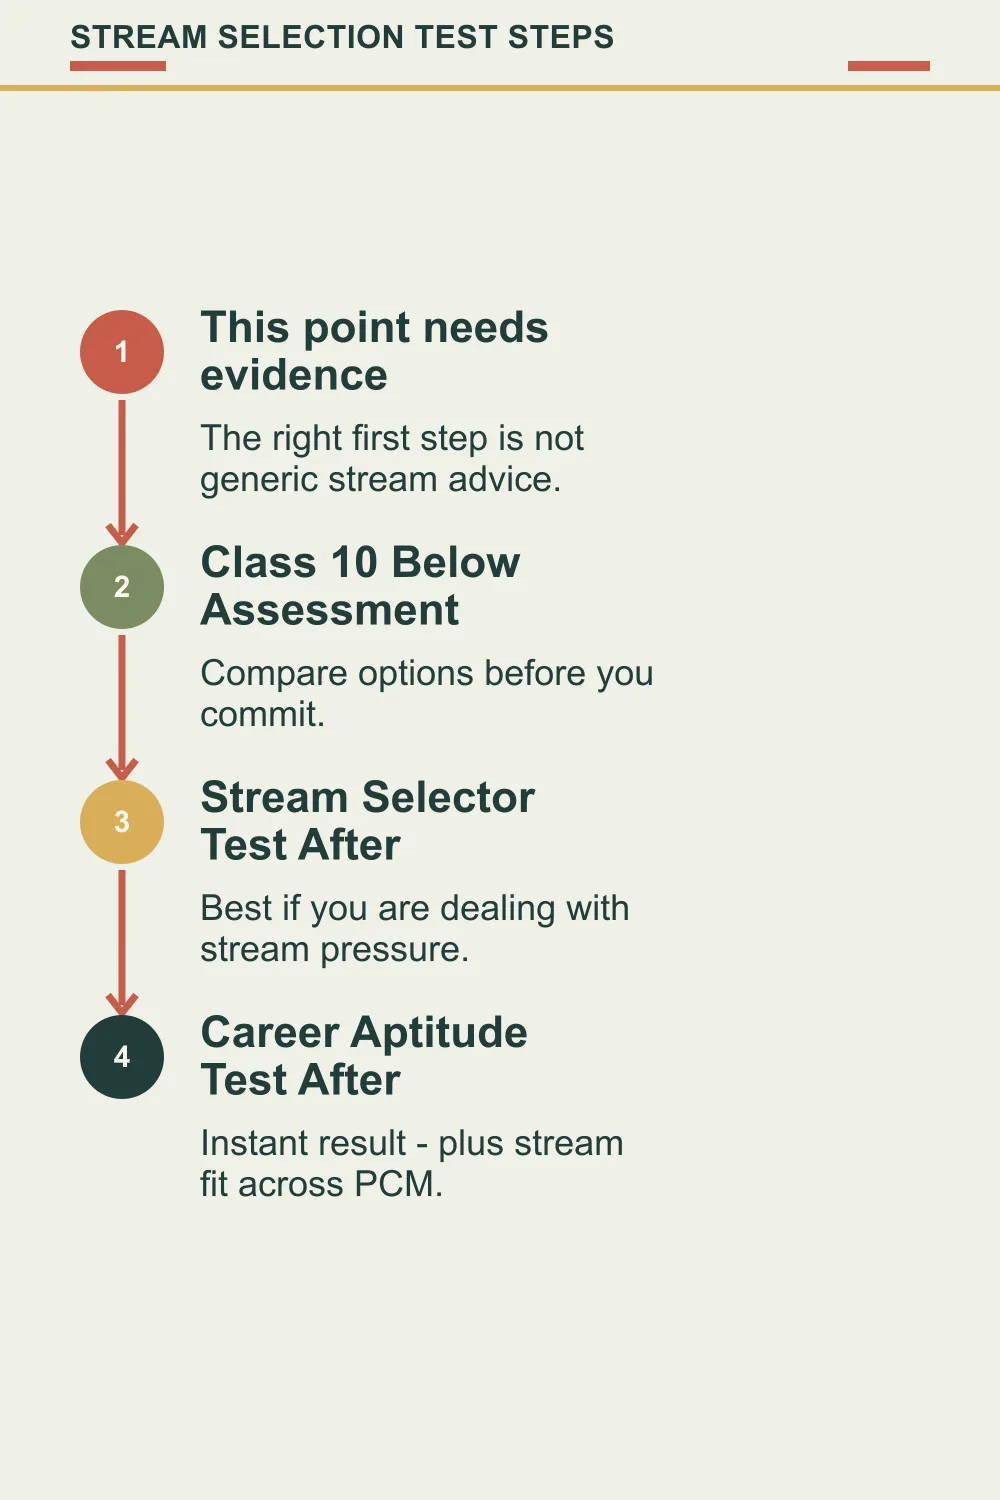 STREAM SELECTION TEST STEPS
1
This point needs
evidence
The right first step is not
generic stream advice.
2
Class 10 Below
Assessment
Compare options before you
commit.
3
Stream Selector
Test After
Best if you are dealing with
stream pressure.
4
Career Aptitude
Test After
Instant result - plus stream
fit across PCM.